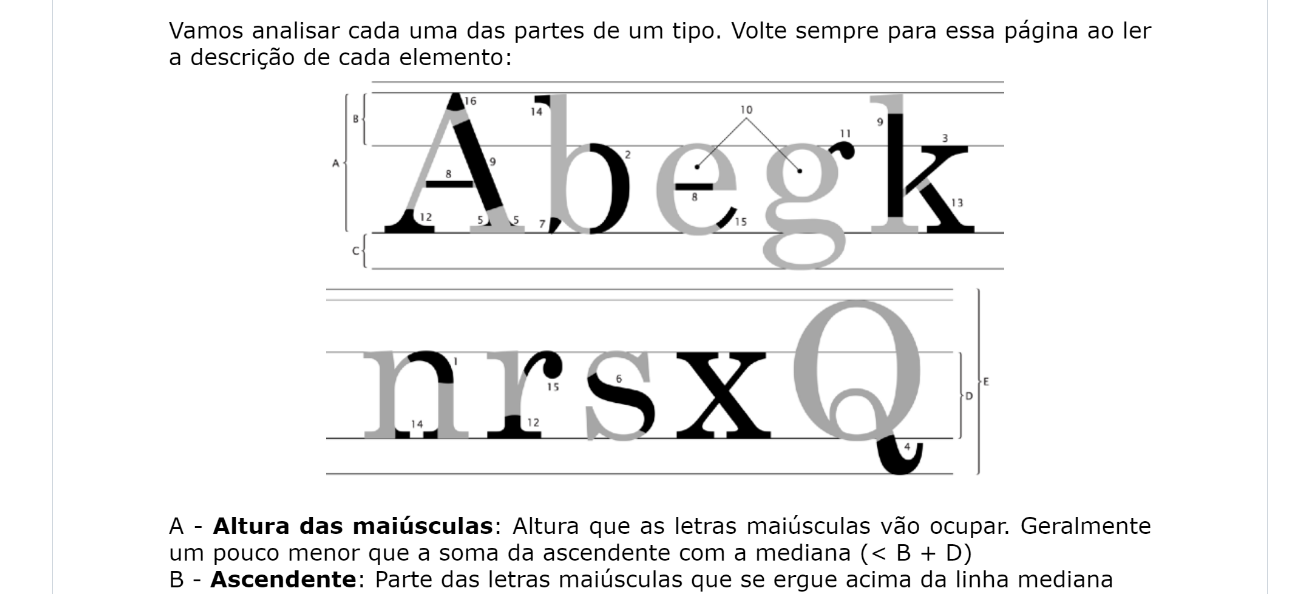 Vamos analisar cada uma das partes de um tipo. Volte sempre para essa página ao ler
a descrição de cada elemento:
A B C
16 14 2 10 11 9 3
8 9 8 13
12 5 5 7 15
A b e g r k
1 15 6 14 12 4 D E
n r s x Q
A - Altura das maiúsculas: Altura que as letras maiúsculas vão ocupar. Geralmente
um pouco menor que a soma da ascendente com a mediana (< B + D)
B - Ascendente: Parte das letras maiúsculas que se ergue acima da linha mediana